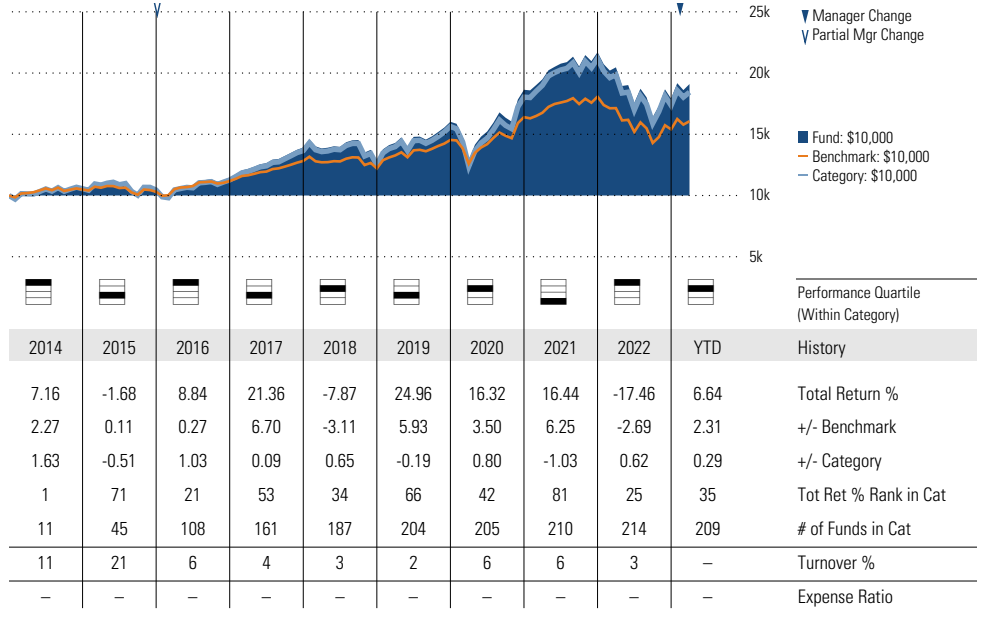 25k
20k
15k
10k
5k
Manager Change
Partial Mgr Change
Fund: $10,000
Benchmark: $10,000
Category: $10,000
Performance Quartile
(Within Category)
2014 2015 2016 2017 2018 2019 2020 2021 2022 YTD History
7.16 -1.68 8.84 21.36 -7.87 24.96 16.32 16.44 -17.46 6.64 Total Return %
2.27 0.11 0.27 6.70 -3.11 5.93 3.50 6.25 -2.69 2.31 +/- Benchmark
1.63 -0.51 1.03 0.09 0.65 -0.19 0.80 -1.03 0.62 0.29 +/- Category
1 71 21 53 34 66 42 81 25 35 Tot Ret % Rank in Cat
11 45 108 161 187 204 205 210 214 209 # of Funds in Cat
11 21 6 4 3 2 6 6 3 – Turnover %
– – – – – – – – – – Expense Ratio